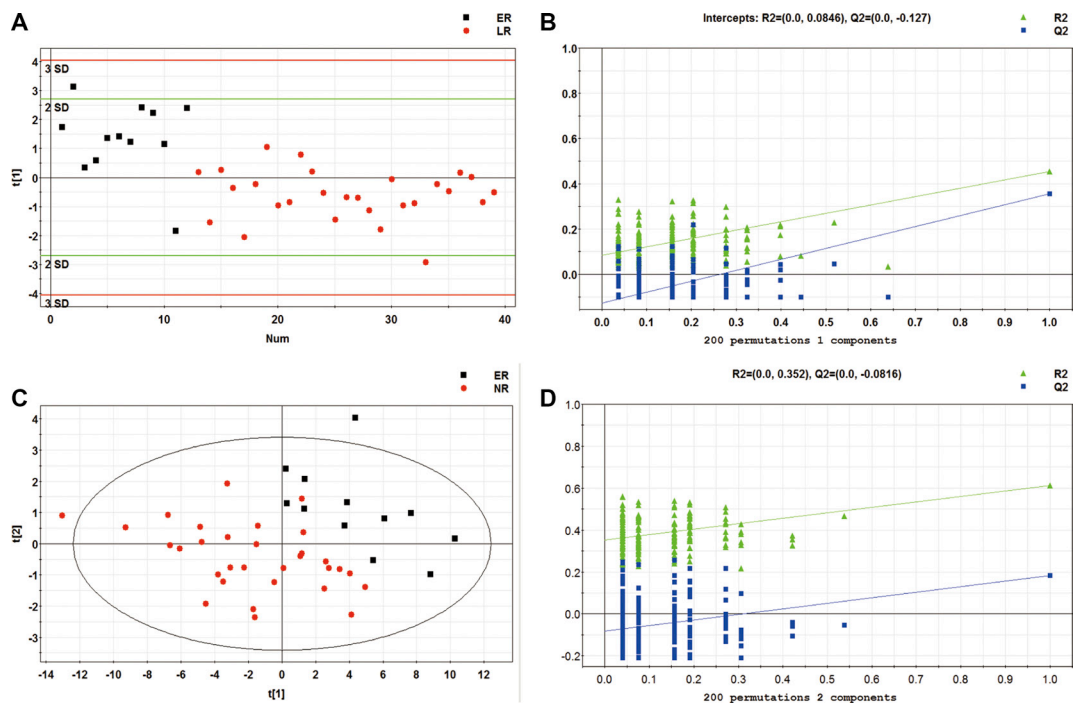 A
ER
LR
4
3 SD
3
2 SD
2
1
0
-1
-2
2 SD
-3
-4
3 SD
t[1]
0 10 20 30 40
Num
B
Intercepts: R2=(0.0, 0.0846), Q2=(0.0, -0.127)
R2
Q2
1.0
0.8
0.6
0.4
0.2
0.0
0.0 0.1 0.2 0.3 0.4 0.5 0.6 0.7 0.8 0.9 1.0
200 permutations 1 components
C
ER
NR
4
3
2
1
0
-1
-2
-3
t[2]
-14 -12 -10 -8 -6 -4 -2 0 2 4 6 8 10 12
t[1]
D
R2=(0.0, 0.352), Q2=(0.0, -0.0816)
R2
Q2
1.0
0.8
0.6
0.4
0.2
0.0
-0.2
0.0 0.1 0.2 0.3 0.4 0.5 0.6 0.7 0.8 0.9 1.0
200 permutations 2 components